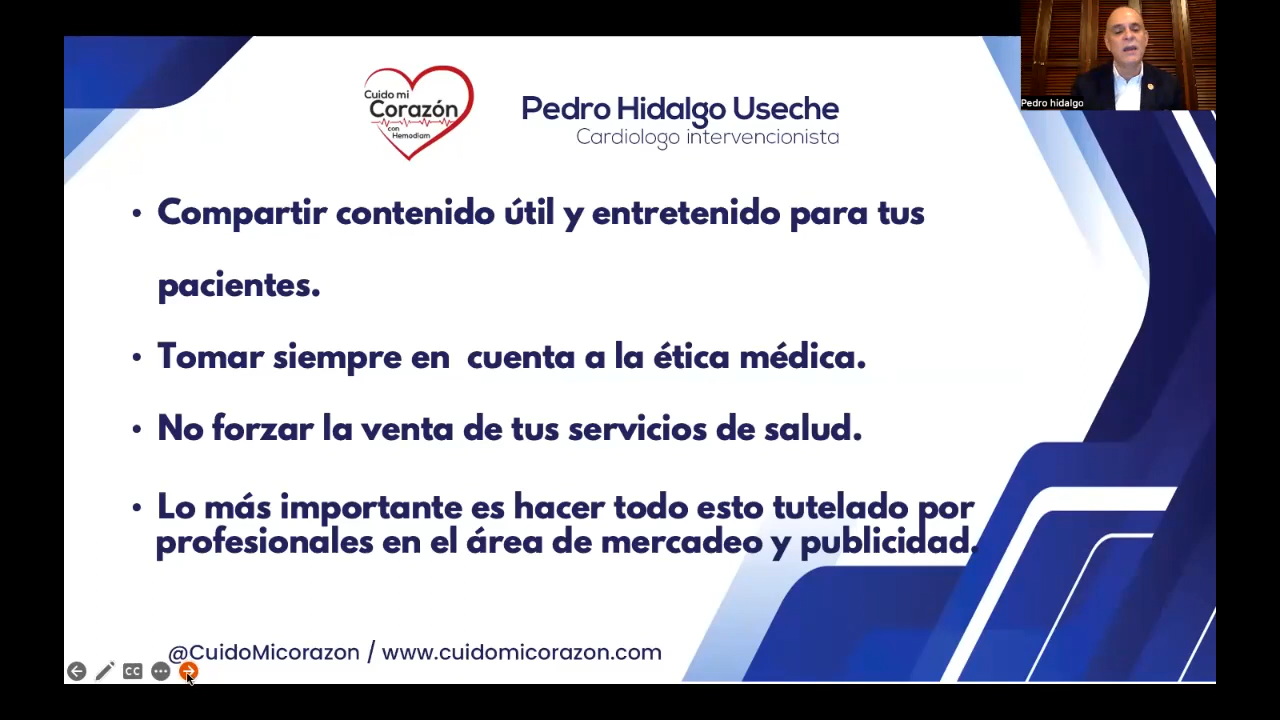 Cuido mi
Corazón
con
Hemodiam
Pedro Hidalgo Useche
Cardiologo intervencionista
Pedro hidalgo
• Compartir contenido útil y entretenido para tus
pacientes.
• Tomar siempre en  cuenta a la ética médica.
• No forzar la venta de tus servicios de salud.
• Lo más importante es hacer todo esto tutelado por
profesionales en el área de mercadeo y publicidad.
@CuidoMicorazon / www.cuidomicorazon.com
CC